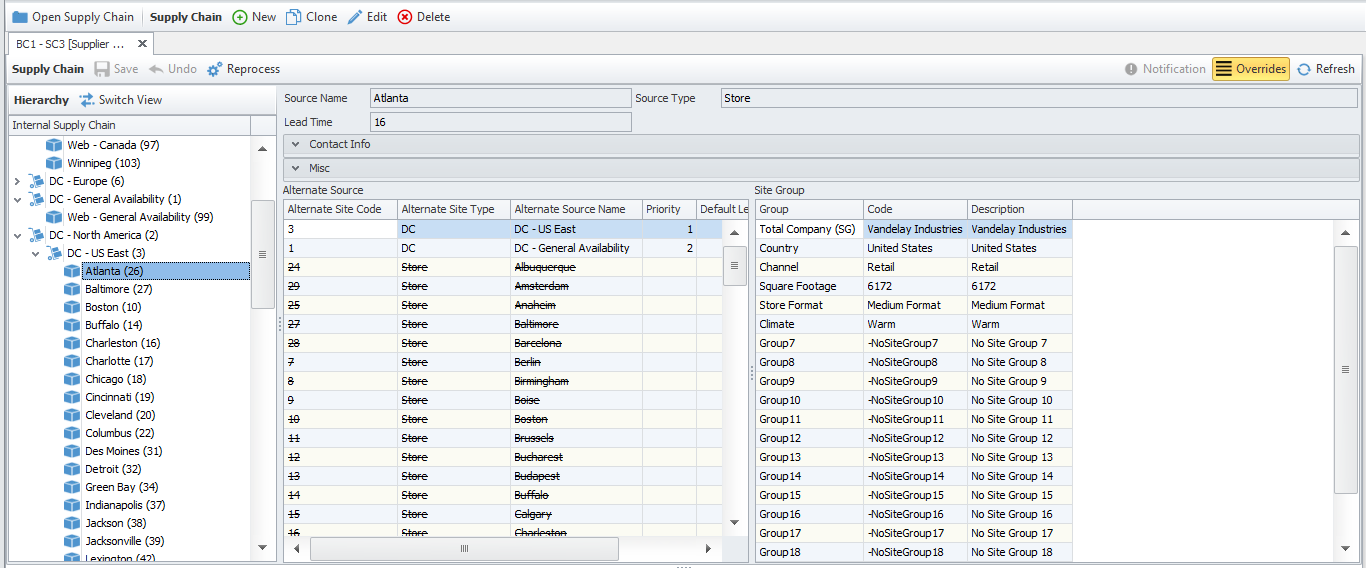 Open Supply Chain Supply Chain New Clone Edit Delete
BC1 - SC3 [Supplier ...
Supply Chain Save Undo Reprocess Notification Overrides Refresh
Hierarchy Switch View
Internal Supply Chain
Web - Canada (97)
Winnipeg (103)
DC - Europe (6)
DC - General Availability (1)
Web - General Availability (99)
DC - North America (2)
DC - US East (3)
Atlanta (26)
Baltimore (27)
Boston (10)
Buffalo (14)
Charleston (16)
Charlotte (17)
Chicago (18)
Cincinnati (19)
Cleveland (20)
Columbus (22)
Des Moines (31)
Detroit (32)
Green Bay (34)
Indianapolis (37)
Jackson (38)
Jacksonville (39)
Lexington (42)
Source Name Atlanta Source Type Store
Lead Time 16
Contact Info
Misc
Alternate Source
Alternate Site Code Alternate Site Type Alternate Source Name Priority Default Le
3 DC DC - US East 1
1 DC DC - General Availability 2
24 Store Albuquerque
29 Store Amsterdam
25 Store Anaheim
27 Store Baltimore
28 Store Barcelona
7 Store Berlin
8 Store Birmingham
9 Store Boise
10 Store Boston
11 Store Brussels
12 Store Bucharest
13 Store Budapest
14 Store Buffalo
15 Store Calgary
16 Store Charleston
Site Group
Group Code Description
Total Company (SG) Vandelay Industries Vandelay Industries
Country United States United States
Channel Retail Retail
Square Footage 6172 6172
Store Format Medium Format Medium Format
Climate Warm Warm
Group7 -NoSiteGroup7 No Site Group 7
Group8 -NoSiteGroup8 No Site Group 8
Group9 -NoSiteGroup9 No Site Group 9
Group10 -NoSiteGroup10 No Site Group 10
Group11 -NoSiteGroup11 No Site Group 11
Group12 -NoSiteGroup12 No Site Group 12
Group13 -NoSiteGroup13 No Site Group 13
Group14 -NoSiteGroup14 No Site Group 14
Group15 -NoSiteGroup15 No Site Group 15
Group16 -NoSiteGroup16 No Site Group 16
Group17 -NoSiteGroup17 No Site Group 17
Group18 -NoSiteGroup18 No Site Group 18